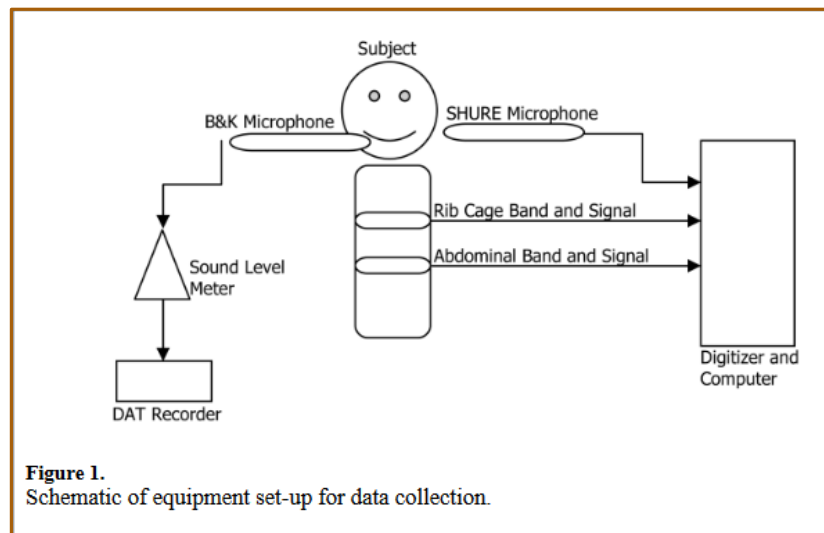 Subject
B&K Microphone
SHURE Microphone
Rib Cage Band and Signal
Abdominal Band and Signal
Sound Level
Meter
Digitizer and
Computer
DAT Recorder
Figure 1.
Schematic of equipment set-up for data collection.